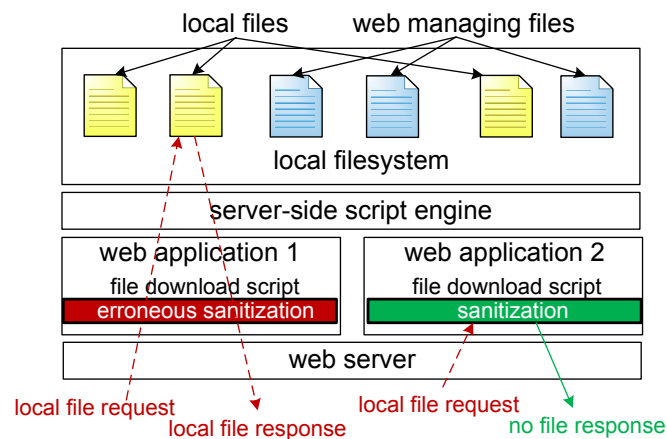 local files
web managing files
local filesystem
server-side script engine
web application 1
file download script
erroneous sanitization
web application 2
file download script
sanitization
web server
local file request
local file response
local file request
no file response